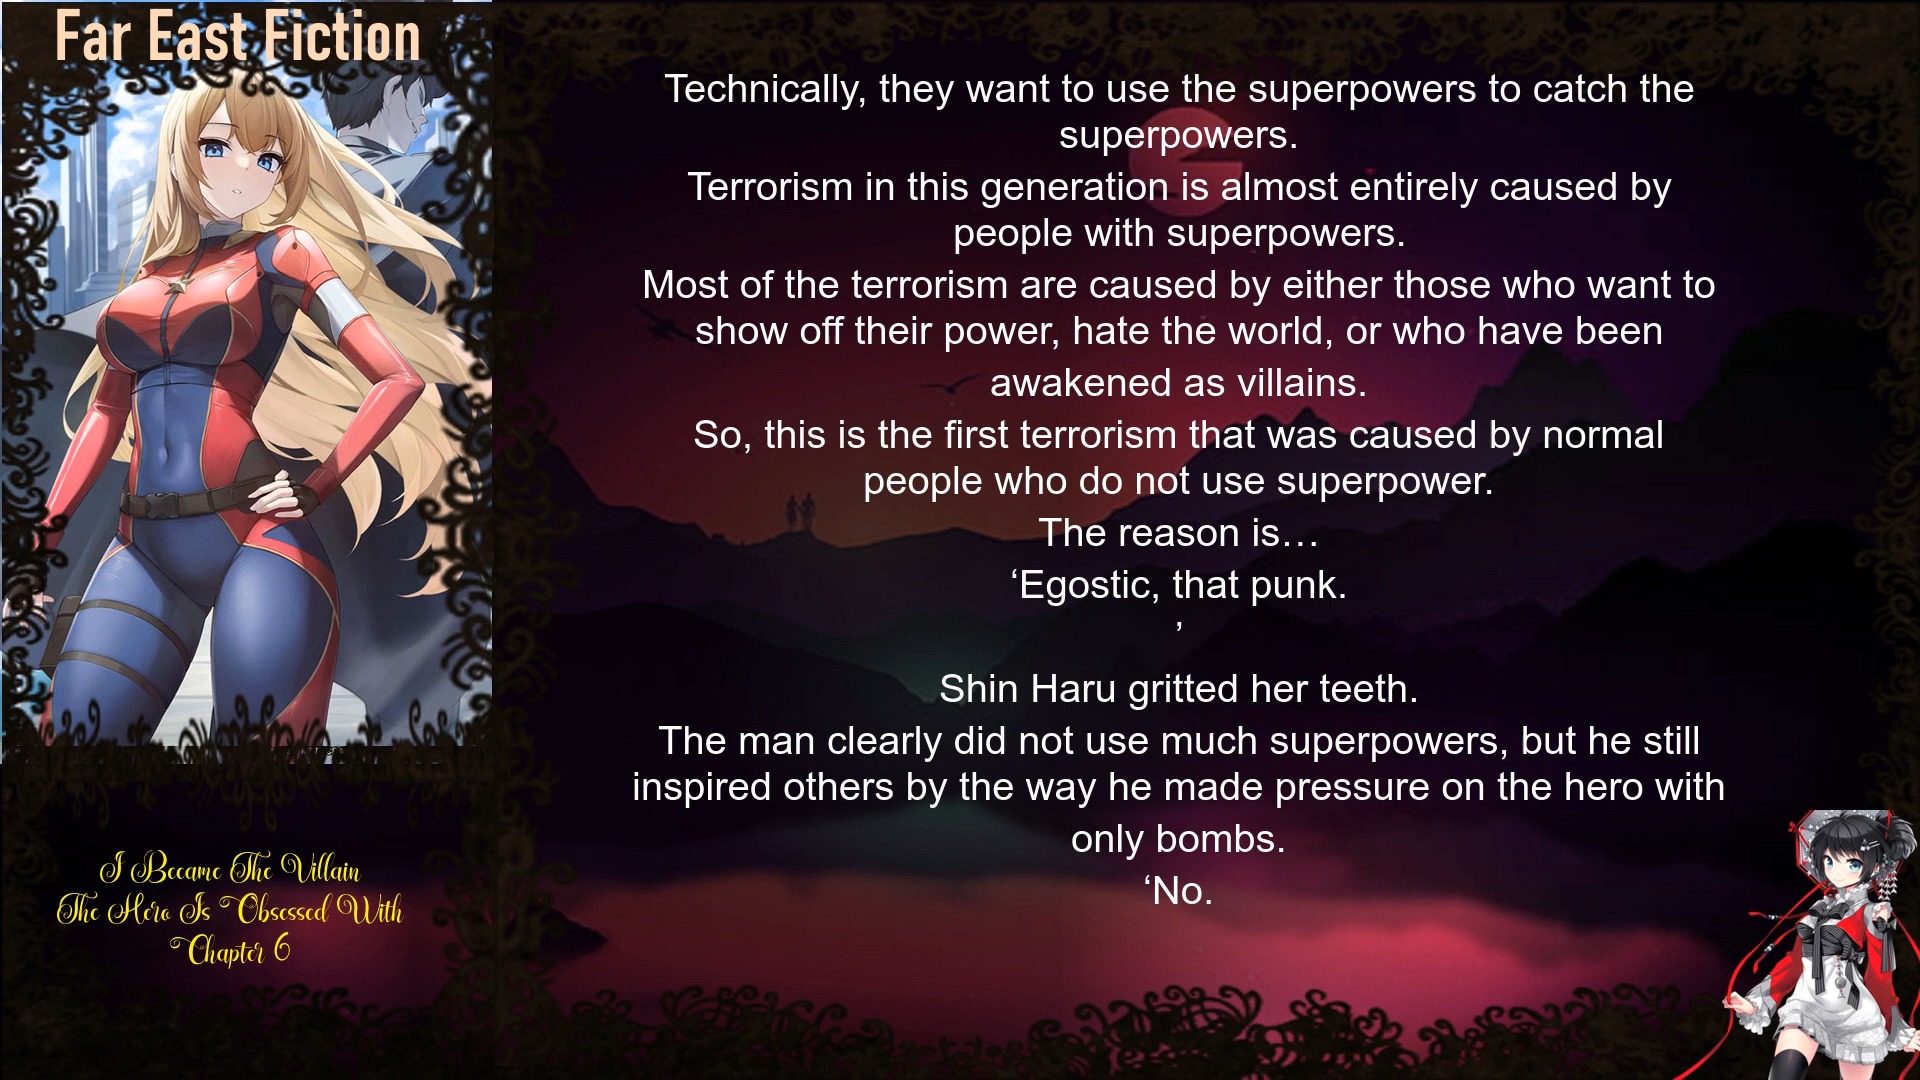 Far East Fiction
Technically, they want to use the superpowers to catch the
superpowers.
Terrorism in this generation is almost entirely caused by
people with superpowers.
Most of the terrorism are caused by either those who want to
show off their power, hate the world, or who have been
awakened as villains.
So, this is the first terrorism that was caused by normal
people who do not use superpower.
The reason is…
‘Egostic, that punk.
’
Shin Haru gritted her teeth.
The man clearly did not use much superpowers, but he still
inspired others by the way he made pressure on the hero with
only bombs.
‘No.
I Became The Villain
The Hero Is Obsessed With
Chapter 6